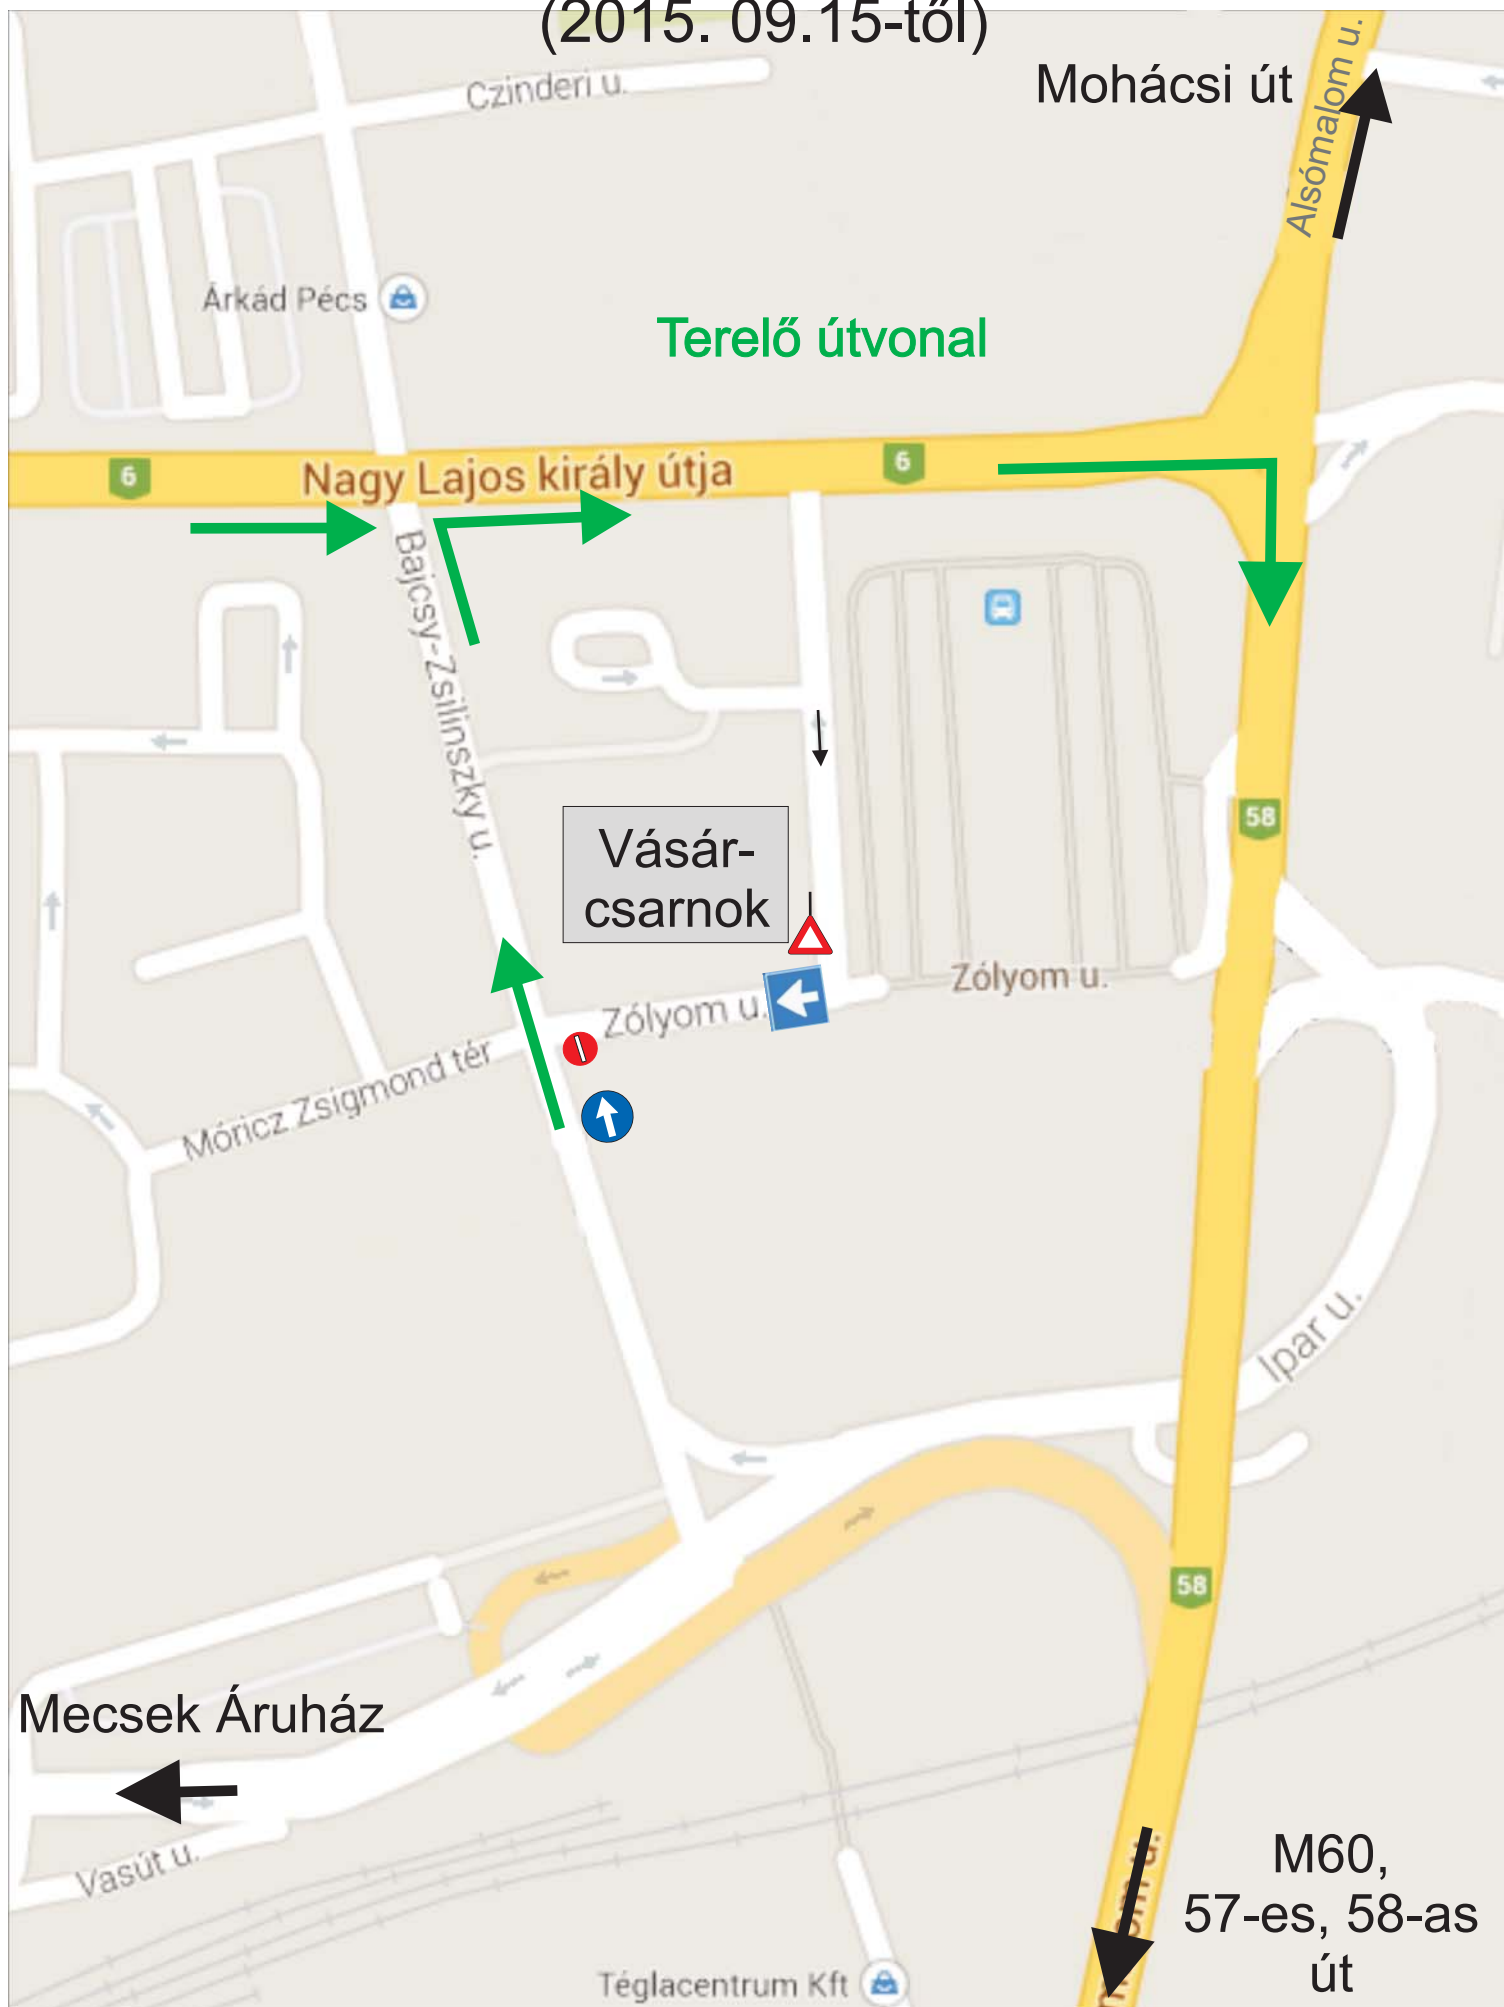 (2015. 09.15-től)
Czinderi u.
Mohácsi út
Alsómalom u.
Árkád Pécs
Terelő útvonal
6
Nagy Lajos király útja
6
Bajcsy-Zsilinszky u.
58
Vásár-
csarnok
Zólyom u.
Zólyom u.
Móricz Zsigmond tér
Ipar u.
58
Mecsek Áruház
Vasút u.
M60,
57-es, 58-as
út
Téglacentrum Kft